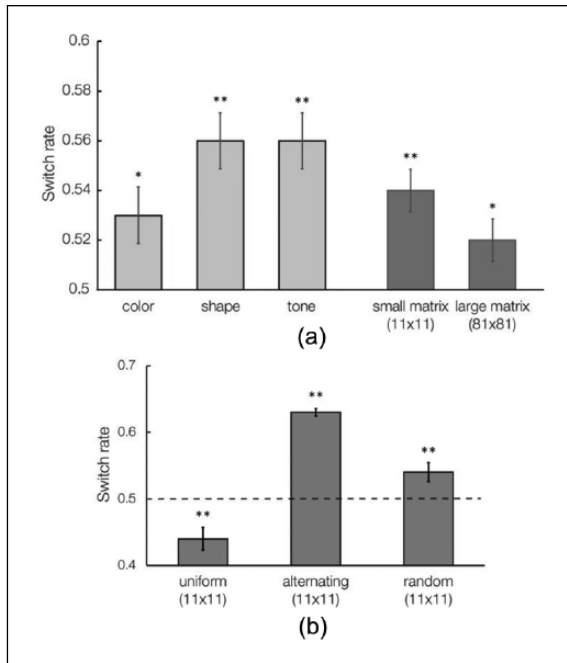 0.6
0.58
0.56
0.54
0.52
0.5
Switch rate
*
**
**
**
*
color shape tone small matrix large matrix
(11x11) (81x81)
(a)
0.7
0.6
0.5
0.4
Switch rate
**
**
**
uniform alternating random
(11x11) (11x11) (11x11)
(b)